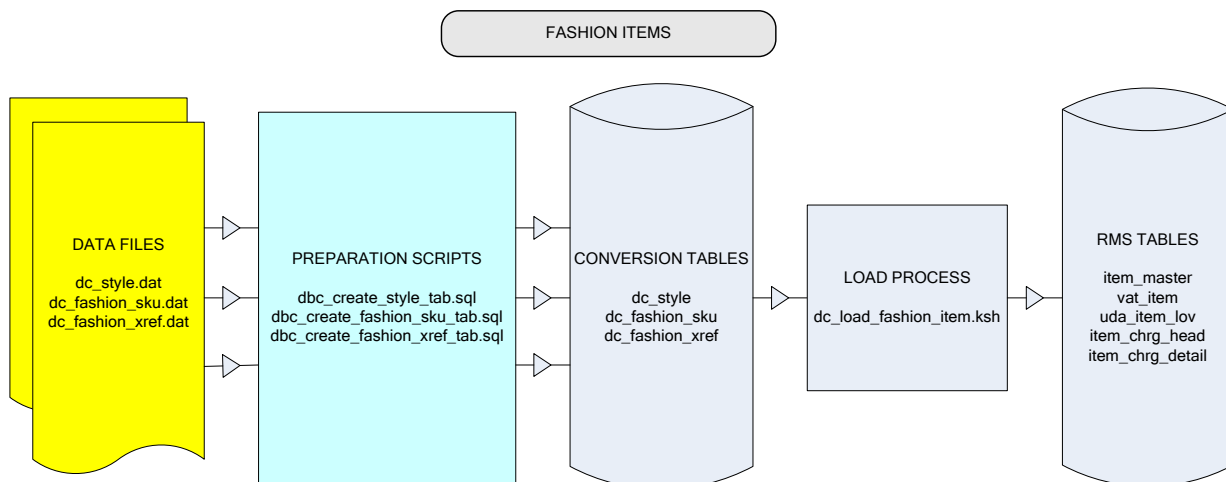 FASHION ITEMS
DATA FILES
dc_style.dat
dc_fashion_sku.dat
dc_fashion_xref.dat
PREPARATION SCRIPTS
dbc_create_style_tab.sql
dbc_create_fashion_sku_tab.sql
dbc_create_fashion_xref_tab.sql
CONVERSION TABLES
dc_style
dc_fashion_sku
dc_fashion_xref
LOAD PROCESS
dc_load_fashion_item.ksh
RMS TABLES
item_master
vat_item
uda_item_lov
item_chrg_head
item_chrg_detail